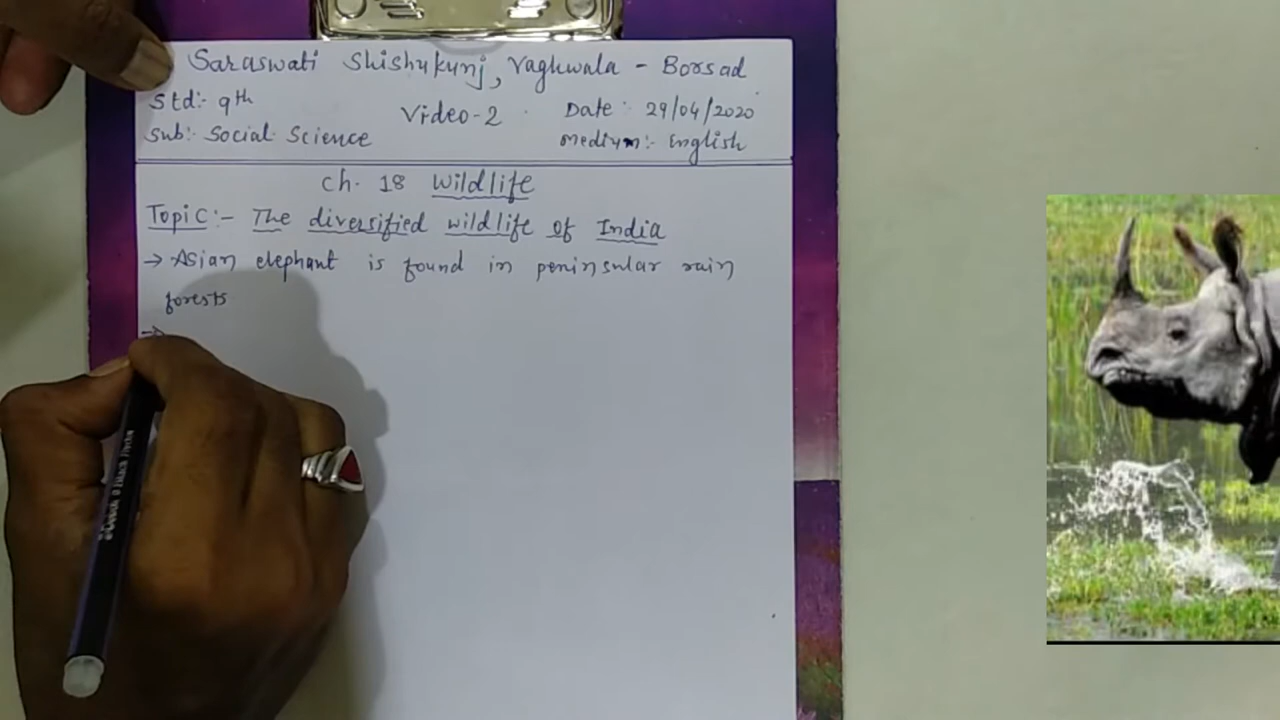 Saraswati Shishukunj, Vaghwala - Borsad
Std:- 9th
Video-2
Date: 29/04/2020
Sub:- Social Science
Medium:- English
Ch. 18 Wildlife
Topic:- The diversified wildlife of India
→ Asian elephant is found in peninsular rain
forests
→